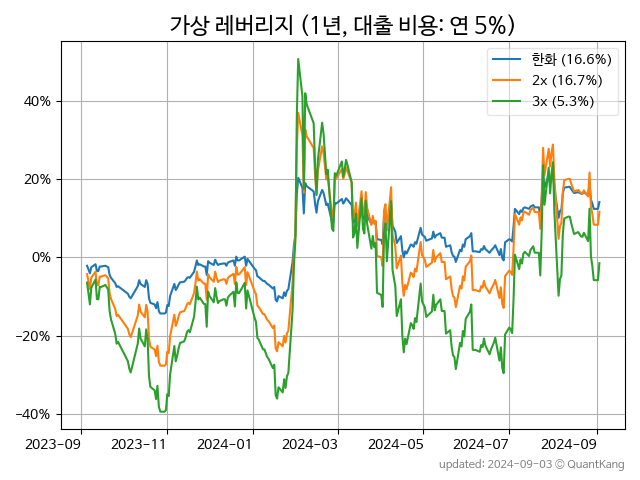 가상 레버리지 (1년, 대출 비용: 연 5%)
한화 (16.6%)
2x (16.7%)
3x (5.3%)
40%
20%
0%
−20%
−40%
2023-09 2023-11 2024-01 2024-03 2024-05 2024-07 2024-09
updated: 2024-09-03 © QuantKang